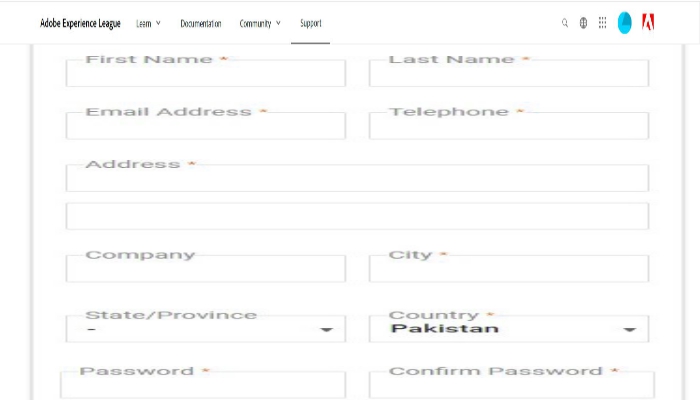 Adobe Experience League Learn Documentation Community Support
First Name * Last Name *
Email Address * Telephone *
Address *
Company City *
State/Province Country *
- Pakistan
Password * Confirm Password *